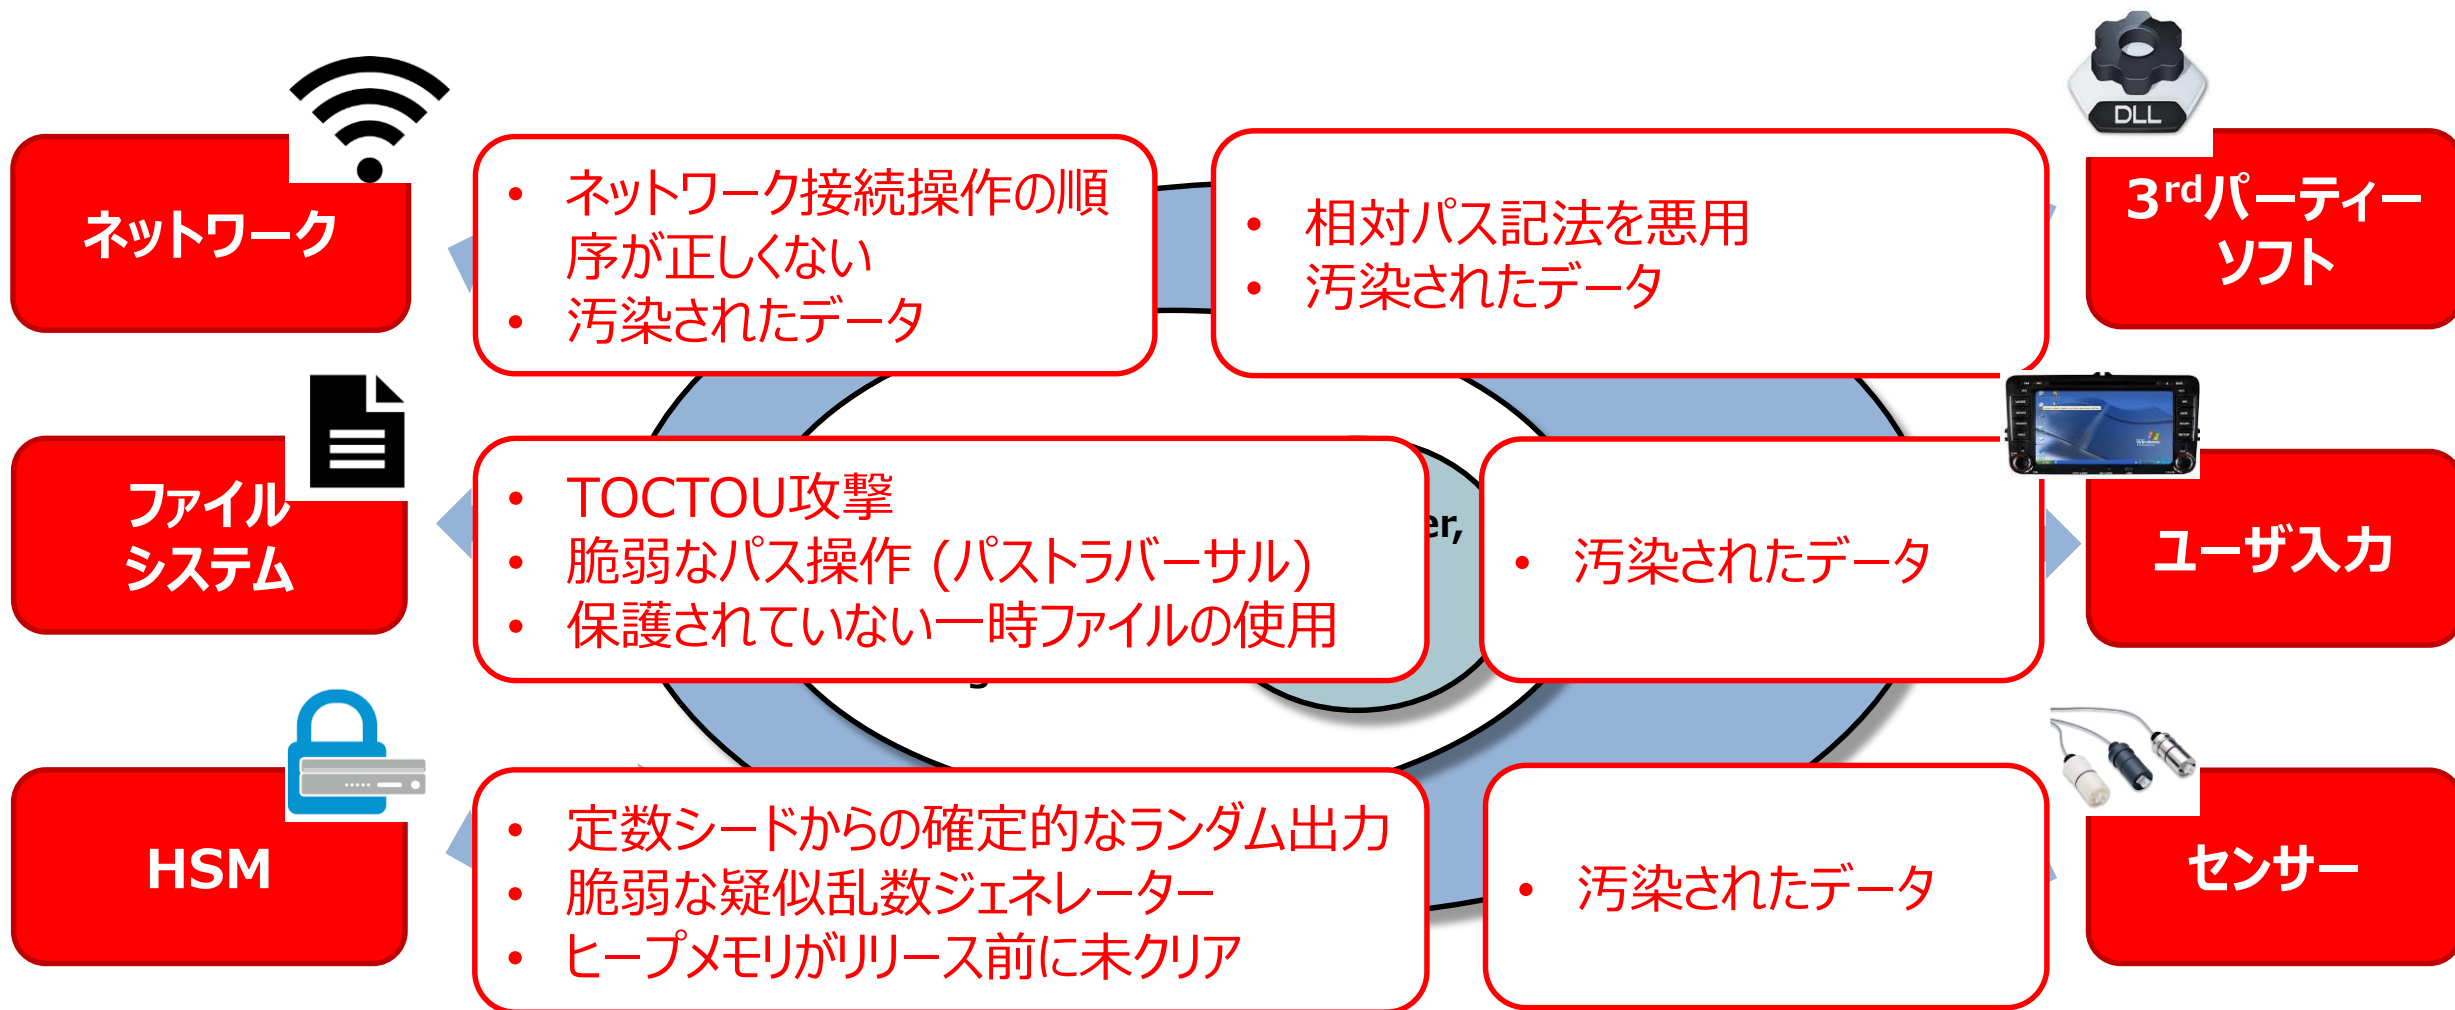 DLL
ネットワーク
• ネットワーク接続操作の順
序が正しくない
• 汚染されたデータ
• 相対パス記法を悪用
• 汚染されたデータ
3rdパーティー
ソフト
ファイル
システム
• TOCTOU攻撃
• 脆弱なパス操作 (パストラバーサル)
• 保護されていない一時ファイルの使用
er,
• 汚染されたデータ
ユーザ入力
HSM
• 定数シードからの確定的なランダム出力
• 脆弱な疑似乱数ジェネレーター
• ヒープメモリがリリース前に未クリア
• 汚染されたデータ
センサー